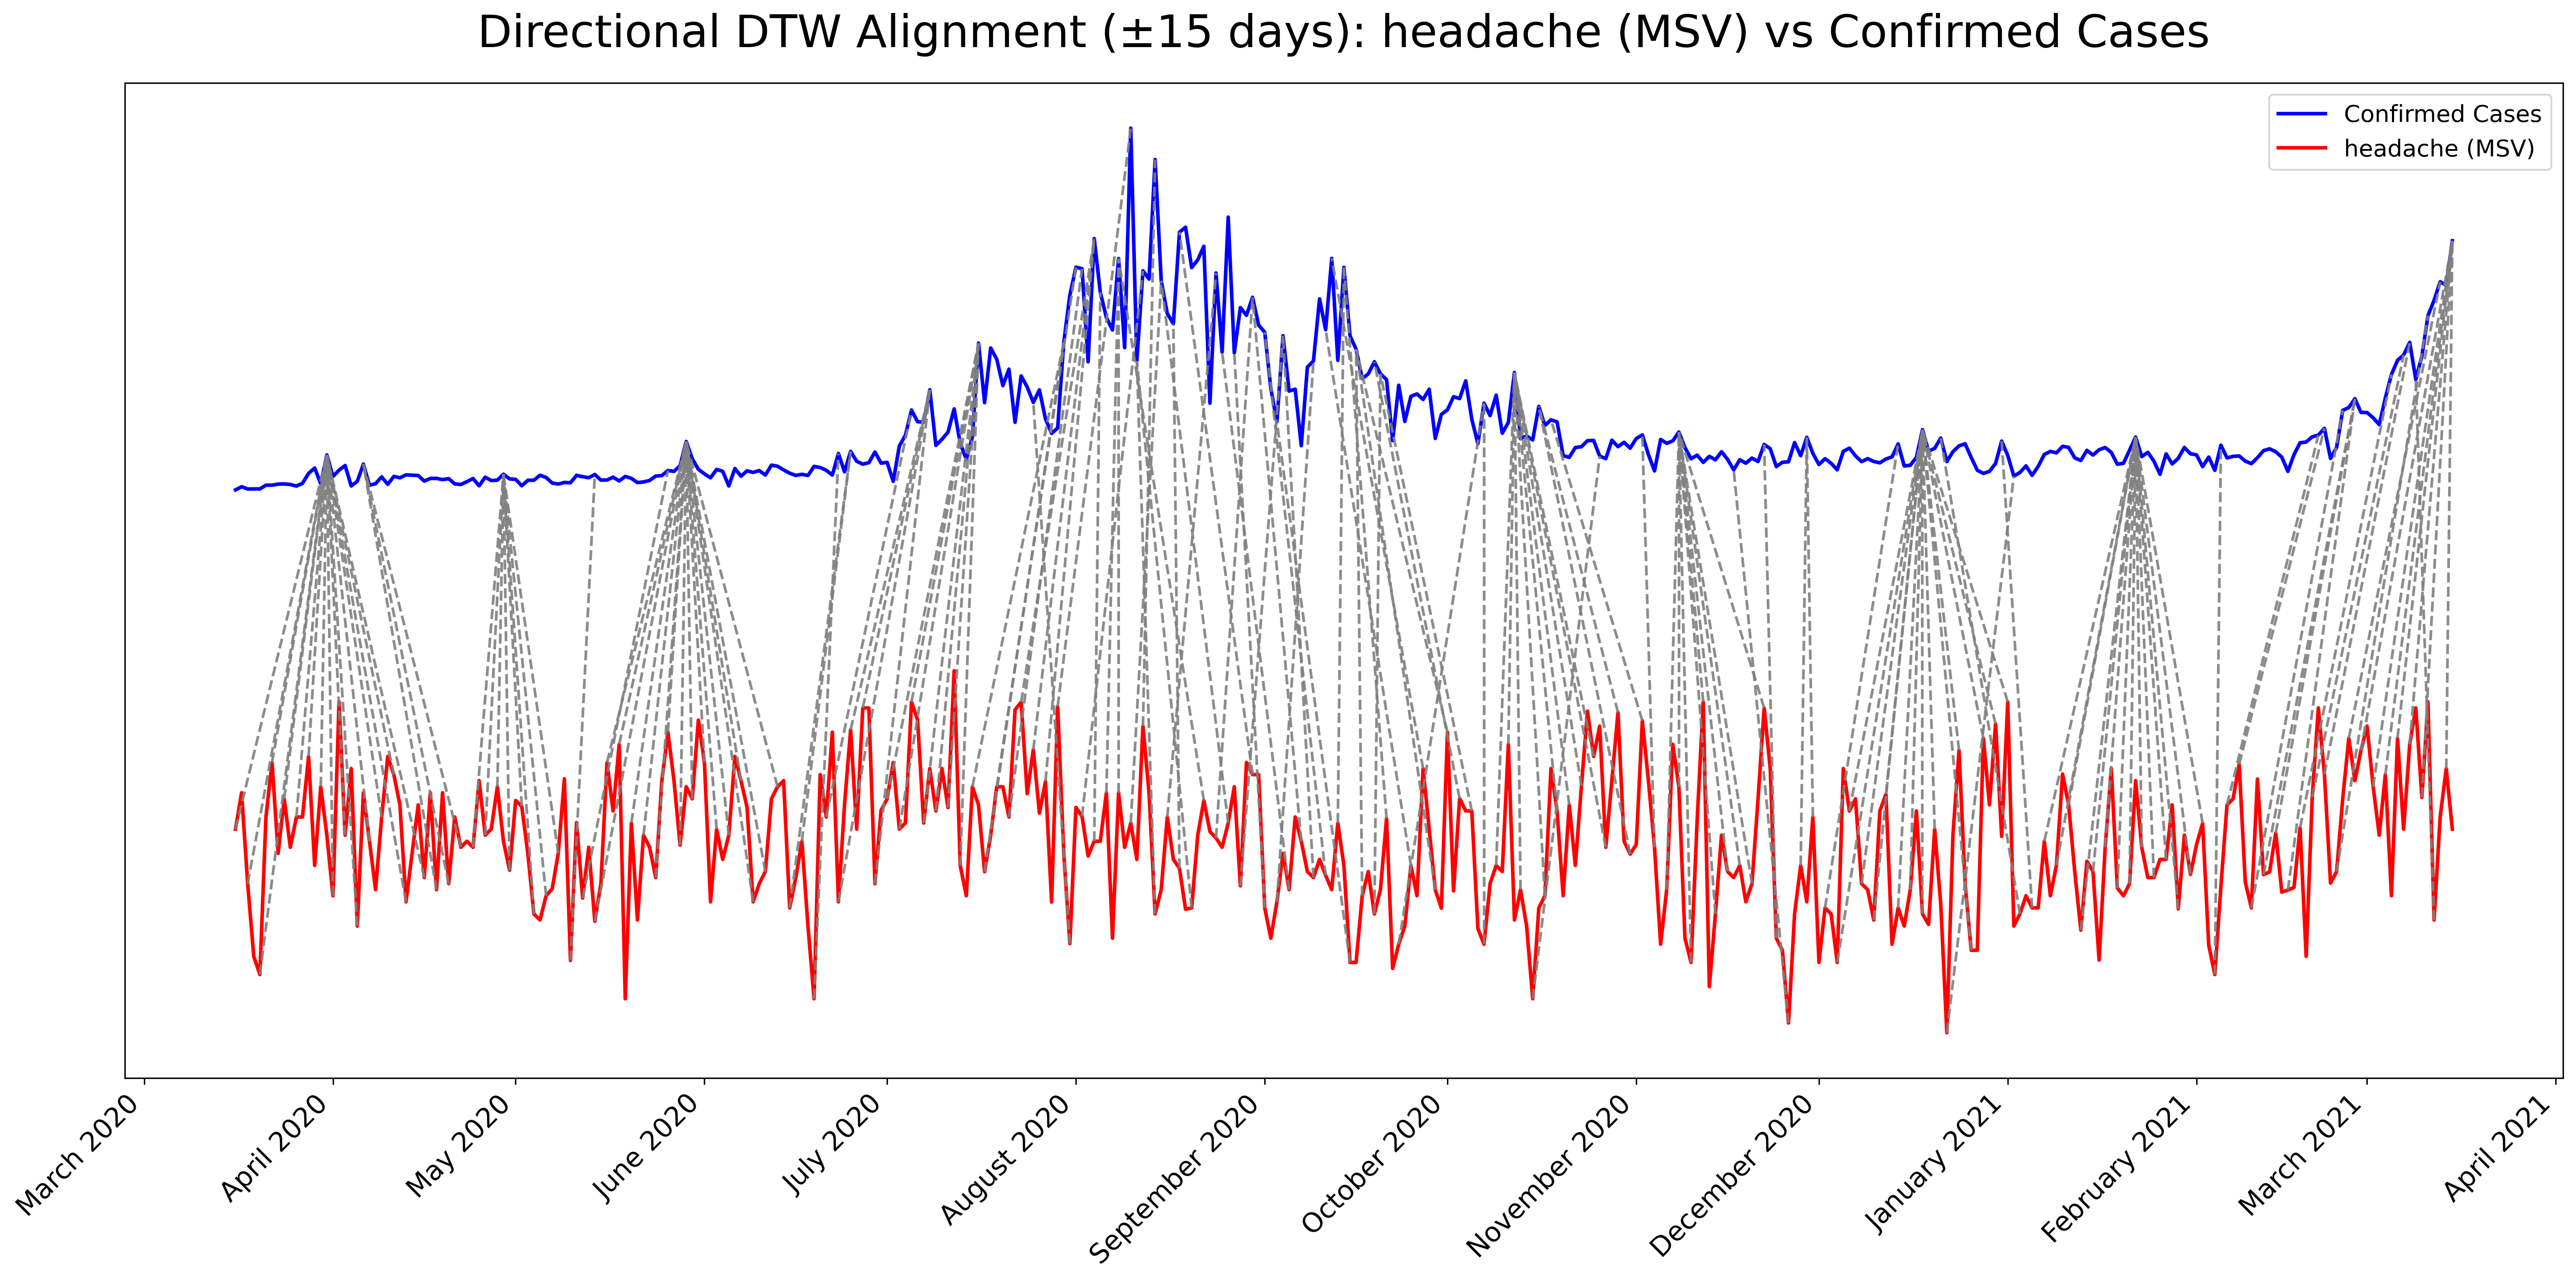 Directional DTW Alignment (±15 days): headache (MSV) vs Confirmed Cases
Confirmed Cases
headache (MSV)
March 2020
April 2020
May 2020
June 2020
July 2020
August 2020
September 2020
October 2020
November 2020
December 2020
January 2021
February 2021
March 2021
April 2021